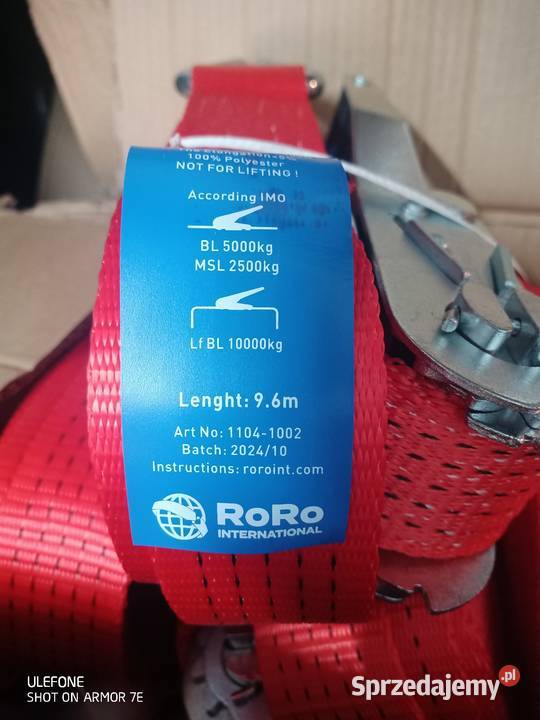 100% Polyester
NOT FOR LIFTING !
According IMO
BL 5000kg
MSL 2500kg
Lf BL 10000kg
Lenght: 9.6m
Art No: 1104-1002
Batch: 2024/10
Instructions: roroint.com
RoRo
INTERNATIONAL
ULEFONE
SHOT ON ARMOR 7E
Sprzedajemy.pl